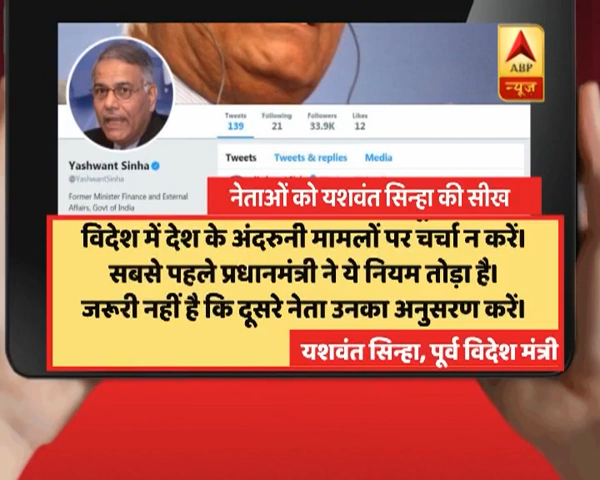 ABP
न्यूज़
Tweets Following Followers Likes
139 21 33.9K 12
Tweets Tweets & replies Media
Yashwant Sinha
@YashwantSinha
Former Minister Finance and External
Affairs, Govt of India
नेताओं को यशवंत सिन्हा की सीख
विदेश में देश के अंदरुनी मामलों पर चर्चा न करें।
सबसे पहले प्रधानमंत्री ने ये नियम तोड़ा है।
जरूरी नहीं है कि दूसरे नेता उनका अनुसरण करें।
यशवंत सिन्हा, पूर्व विदेश मंत्री